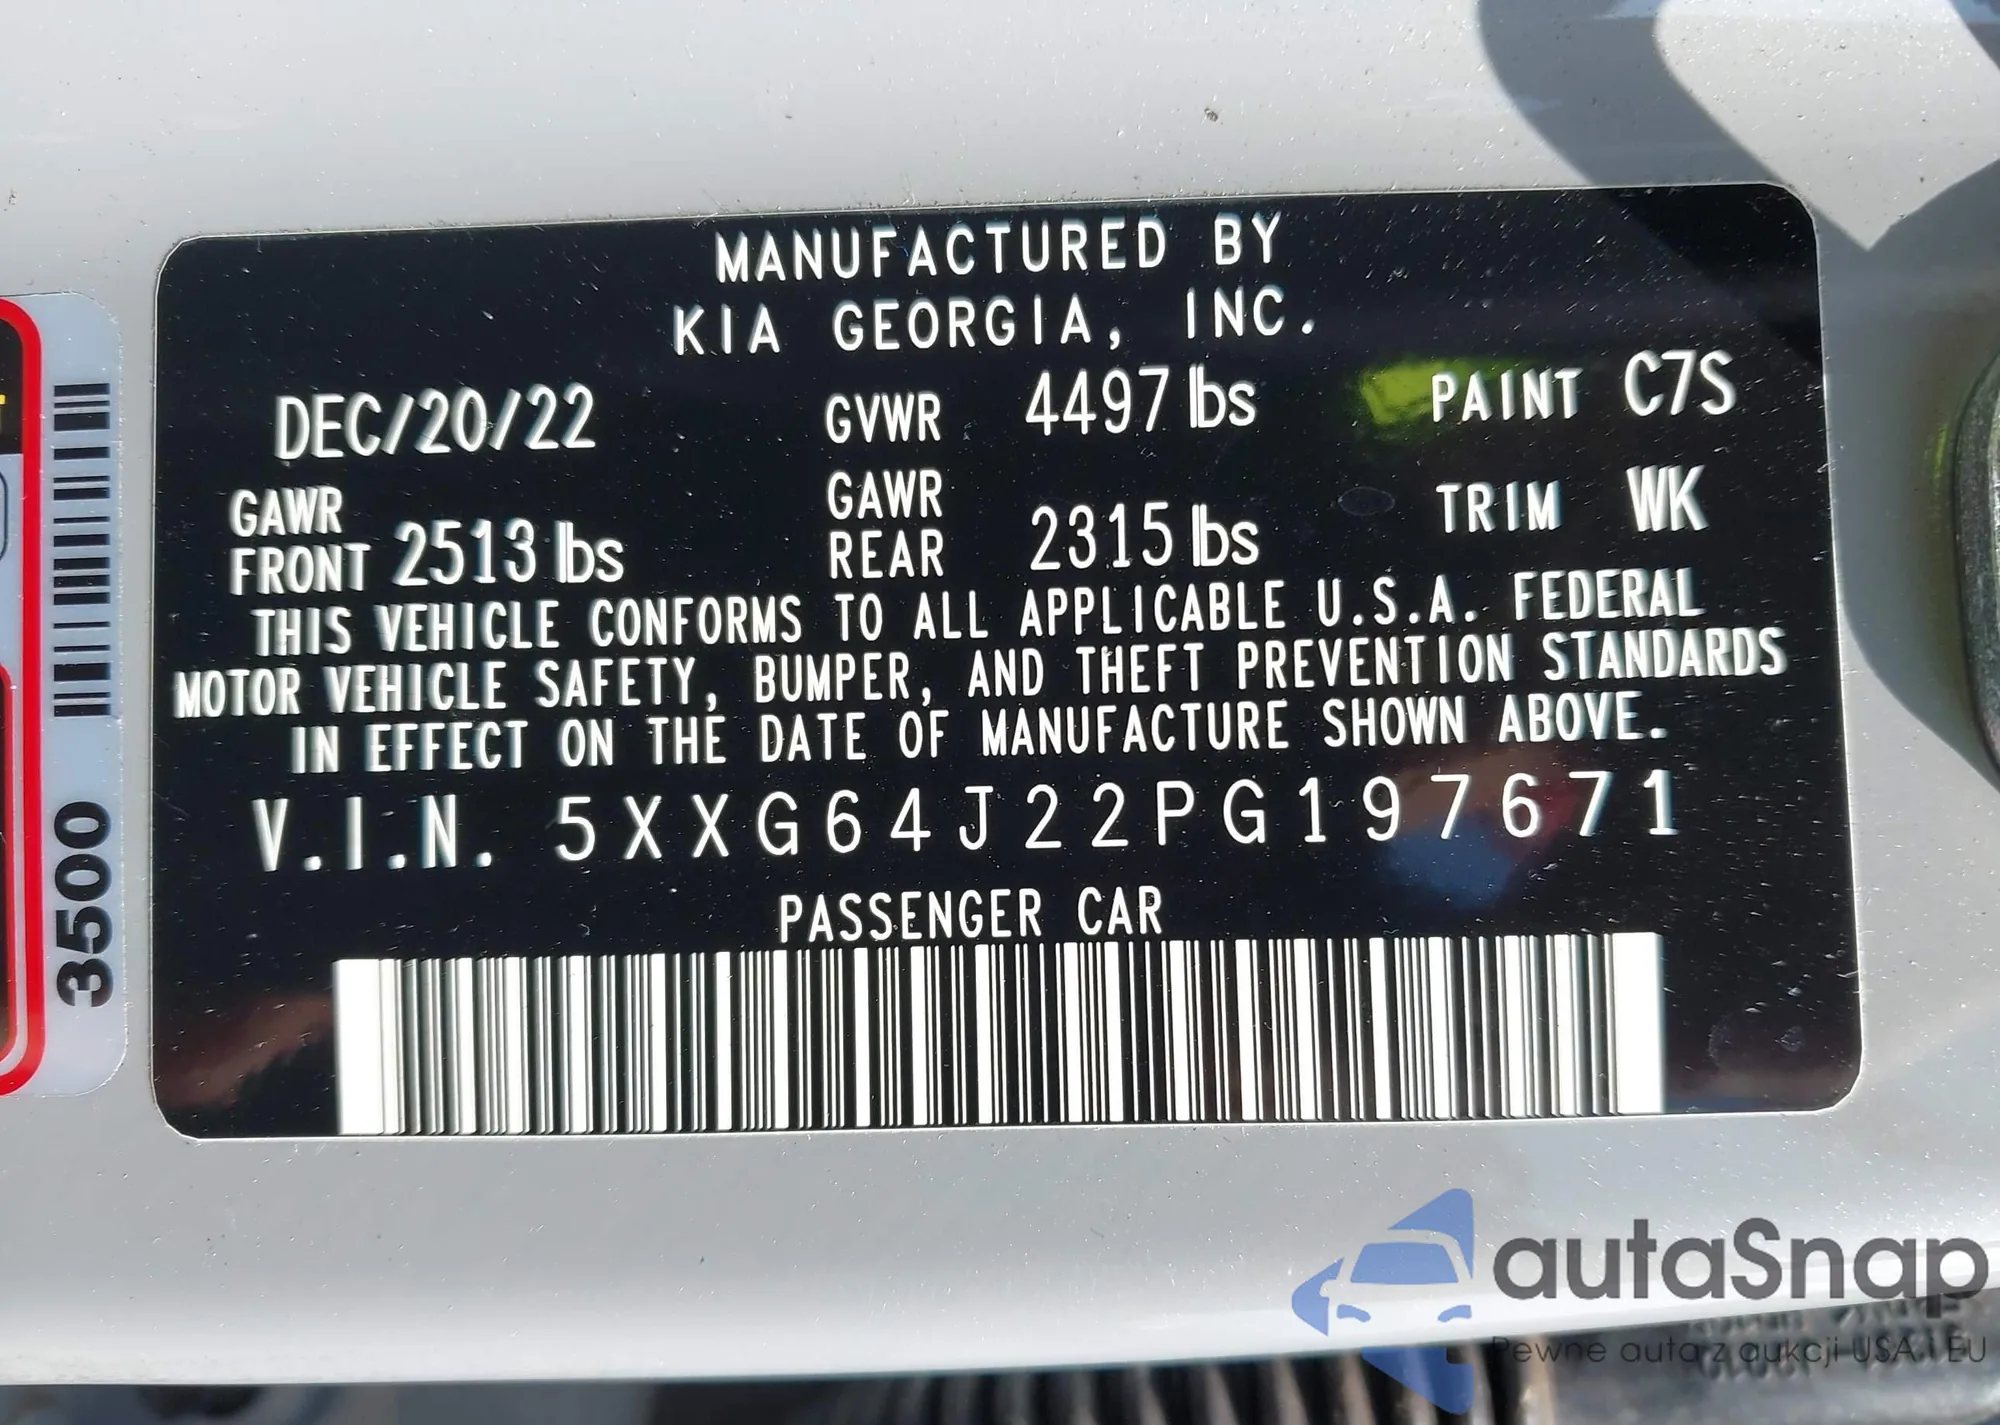 MANUFACTURED BY
KIA GEORGIA, INC.
DEC/20/22 GVWR 4497 lbs PAINT C7S
GAWR FRONT 2513 lbs GAWR REAR 2315 lbs TRIM WK
THIS VEHICLE CONFORMS TO ALL APPLICABLE U.S.A. FEDERAL
MOTOR VEHICLE SAFETY, BUMPER, AND THEFT PREVENTION STANDARDS
IN EFFECT ON THE DATE OF MANUFACTURE SHOWN ABOVE.
V.I.N. 5XXG64J22PG197671
PASSENGER CAR
3500
autaSnap
Pewne auta z aukcji USA i EU